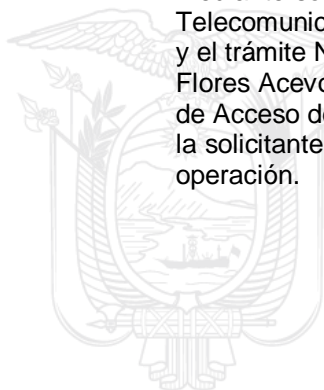 Telecomunic
y el trámite N
Flores Acevo
de Acceso de
la solicitante
operación.